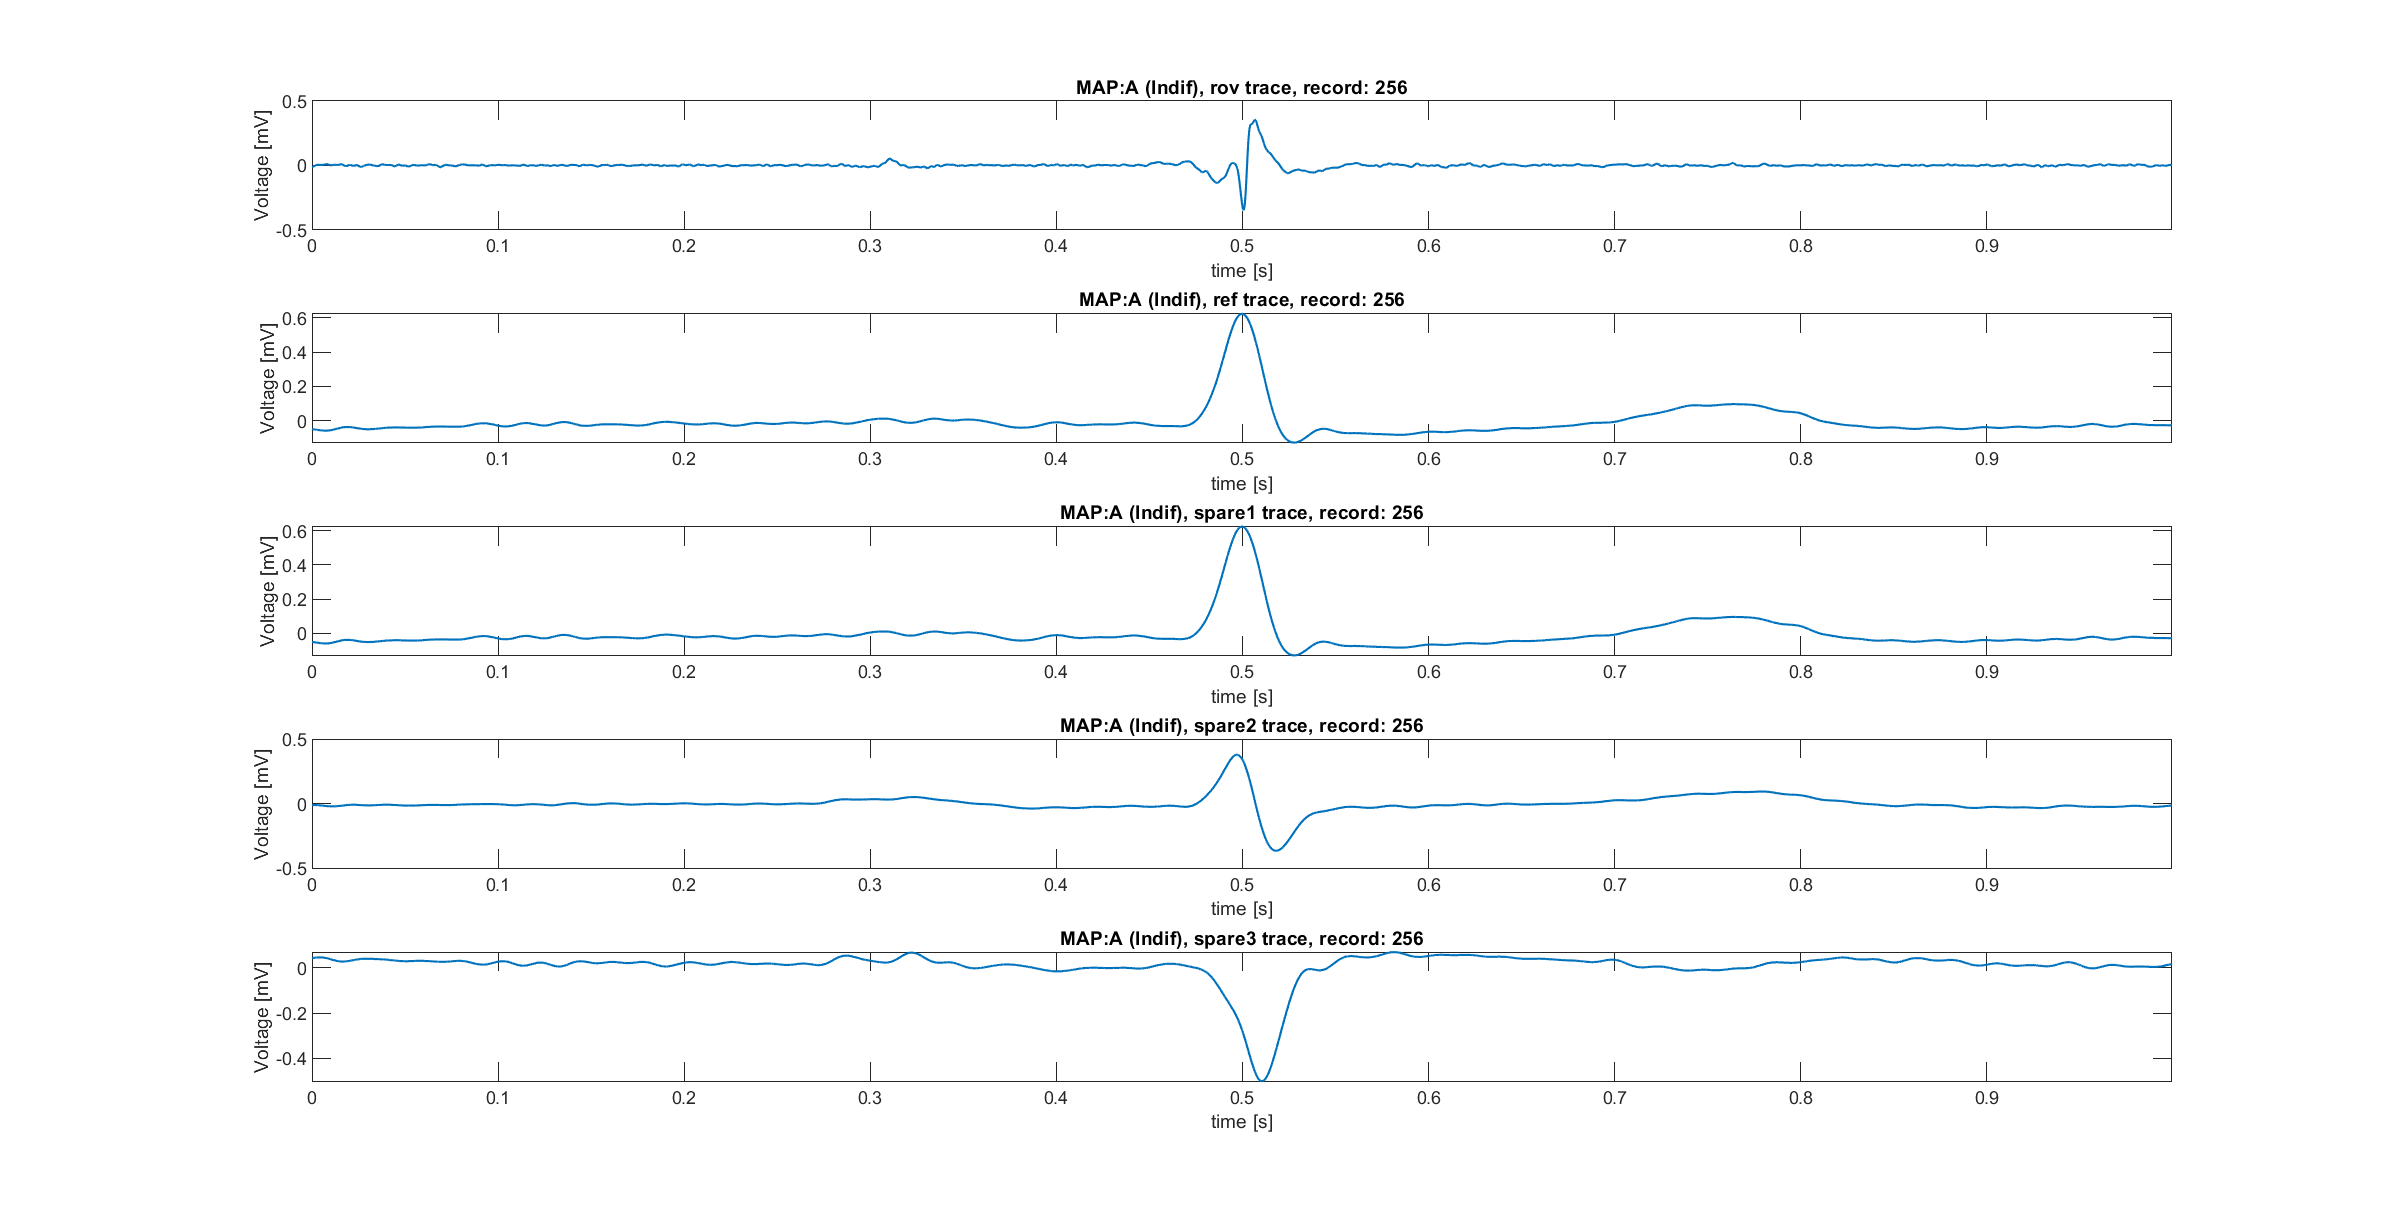 MAP:A (Indif), rov trace, record: 256
Voltage [mV]
0.5
0
-0.5
0 0.1 0.2 0.3 0.4 0.5 0.6 0.7 0.8 0.9
time [s]
MAP:A (Indif), ref trace, record: 256
Voltage [mV]
0.6
0.4
0.2
0
0 0.1 0.2 0.3 0.4 0.5 0.6 0.7 0.8 0.9
time [s]
MAP:A (Indif), spare1 trace, record: 256
Voltage [mV]
0.6
0.4
0.2
0
0 0.1 0.2 0.3 0.4 0.5 0.6 0.7 0.8 0.9
time [s]
MAP:A (Indif), spare2 trace, record: 256
Voltage [mV]
0.5
0
-0.5
0 0.1 0.2 0.3 0.4 0.5 0.6 0.7 0.8 0.9
time [s]
MAP:A (Indif), spare3 trace, record: 256
Voltage [mV]
0
-0.2
-0.4
0 0.1 0.2 0.3 0.4 0.5 0.6 0.7 0.8 0.9
time [s]